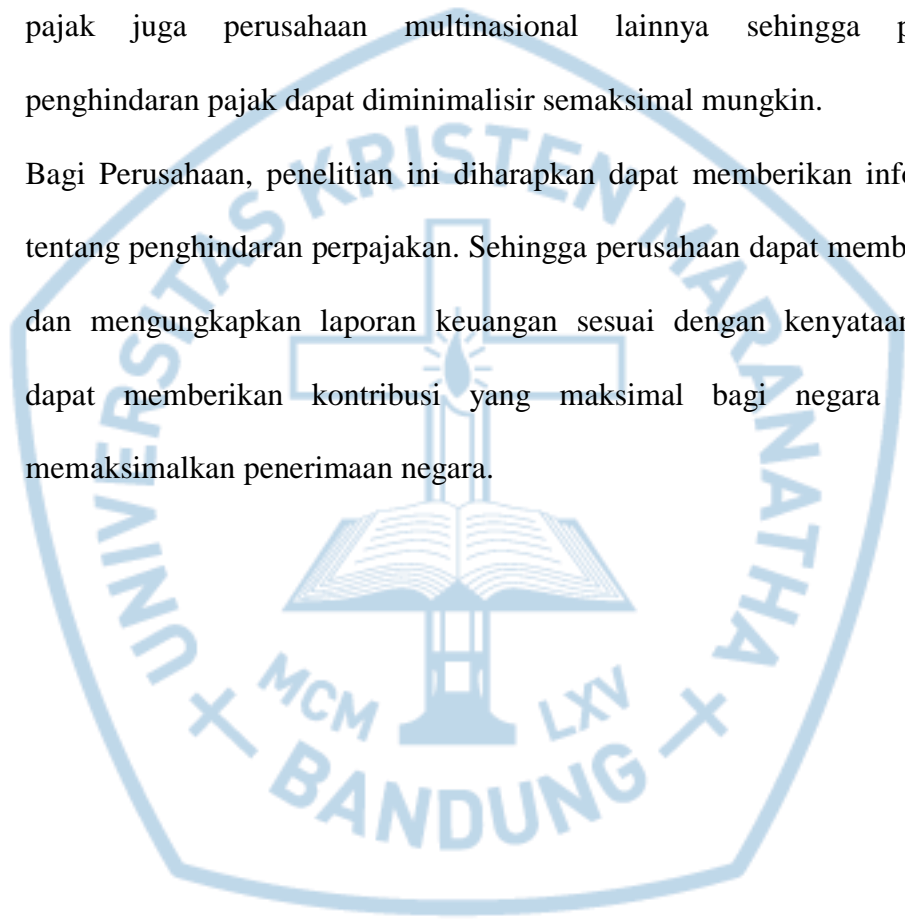 pajak juga perusahaan multinasional lainnya sehingga
penghindaran pajak dapat diminimalisir semaksimal mungkin.
Bagi Perusahaan, penelitian ini diharapkan dapat memberikan
tentang penghindaran perpajakan. Sehingga perusahaan dapat
dan mengungkapkan laporan keuangan sesuai dengan kenyataan
dapat memberikan kontribusi yang maksimal bagi negara
memaksimalkan penerimaan negara.
UNIVERSITAS KRISTEN MARANATHA
MCM LXV
BANDUNG